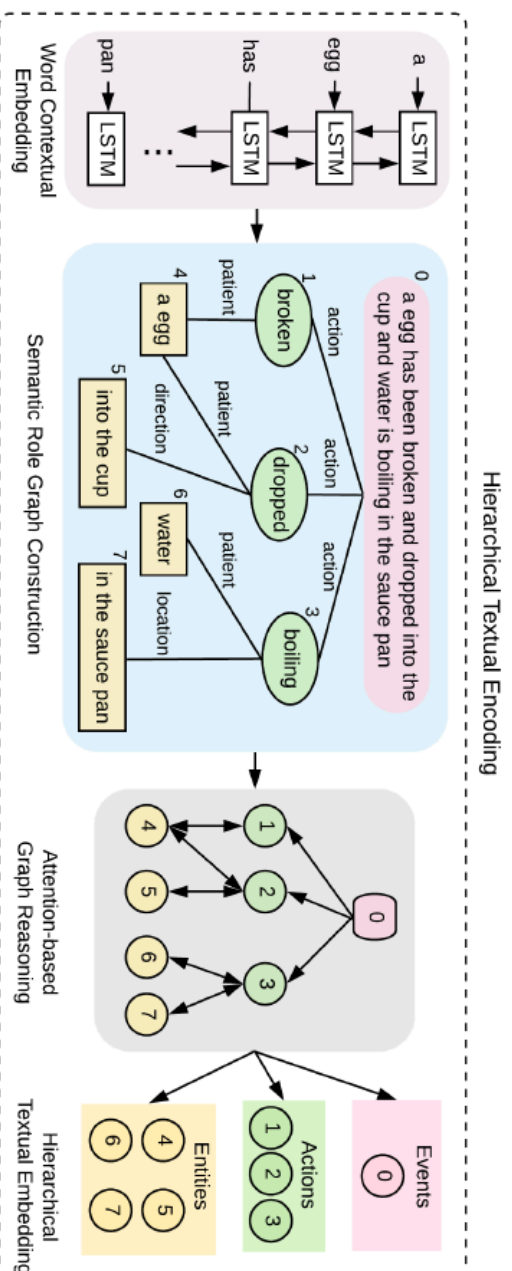 Hierarchical Textual Encoding
a
egg
has
pan
LSTM
LSTM
LSTM
...
LSTM
Word Contextual
Embedding
0
a egg has been broken and dropped into the
cup and water is boiling in the sauce pan
action
action
action
1
broken
2
dropped
3
boiling
patient
patient
direction
patient
location
4
a egg
5
into the cup
6
water
7
in the sauce pan
Semantic Role Graph Construction
0
1
2
3
4
5
6
7
Attention-based
Graph Reasoning
Events
0
Actions
1
2
3
Entities
4
5
6
7
Hierarchical
Textual Embedding